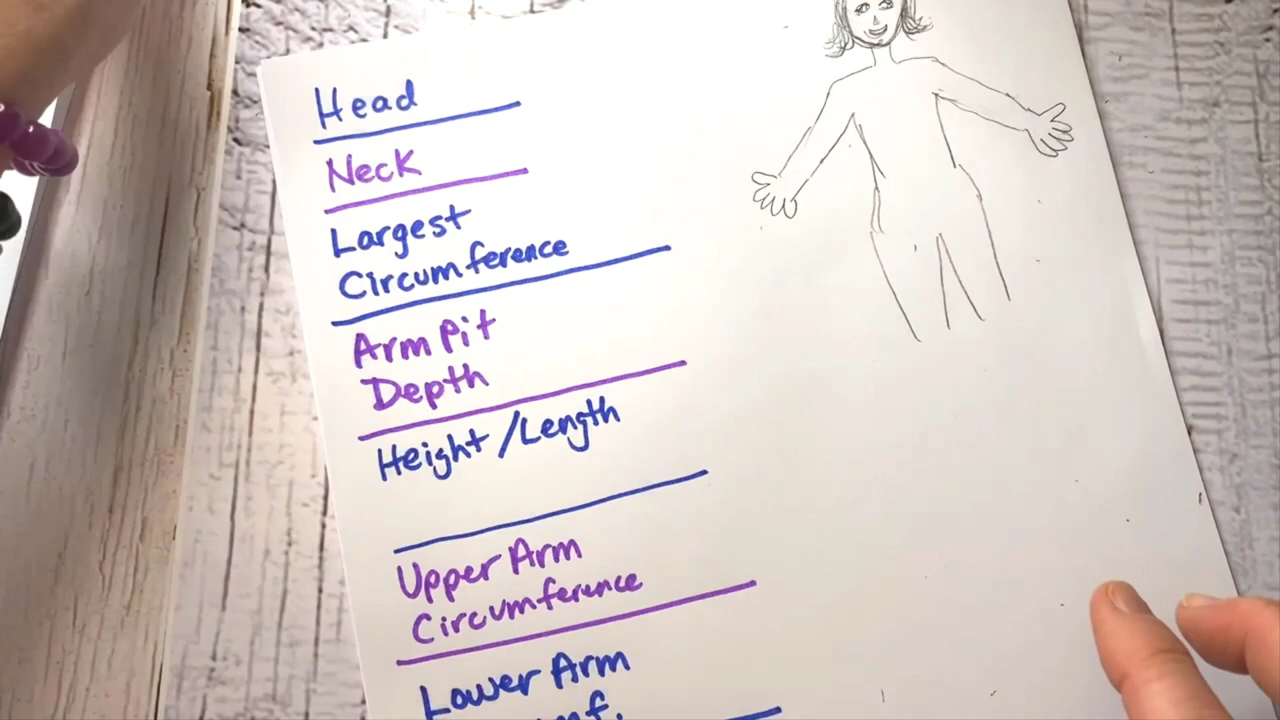 Head
Neck
Largest
Circumference
Arm Pit
Depth
Height/Length
Upper Arm
Circumference
Lower Arm